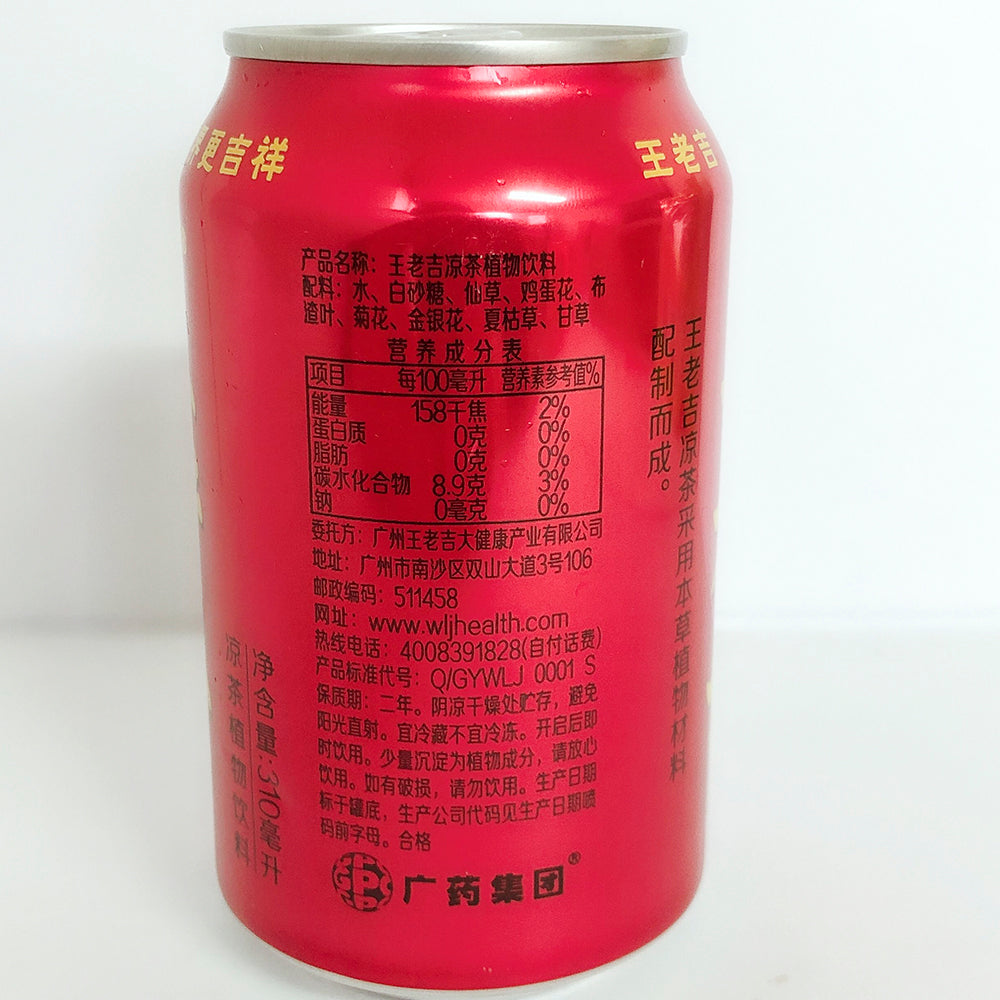 更吉祥
王老吉
产品名称：王老吉凉茶植物饮料
配料：水、白砂糖、仙草、鸡蛋花、布
渣叶、菊花、金银花、夏枯草、甘草
营养成分表
项目 每100毫升 营养素参考值%
能量 158千焦 2%
蛋白质 0克 0%
脂肪 0克 0%
碳水化合物 8.9克 3%
钠 0毫克 0%
委托方：广州王老吉大健康产业有限公司
地址：广州市南沙区双山大道3号106
邮政编码：511458
网址：www.wljhealth.com
热线电话：4008391828(自付话费)
产品标准代号：Q/GYWLJ 0001 S
保质期：二年。阴凉干燥处贮存，避免
阳光直射。宜冷藏不宜冷冻。开启后即
时饮用。少量沉淀为植物成分，请放心
饮用。如有破损，请勿饮用。生产日期
标于罐底，生产公司代码见生产日期喷
码前字母。合格
广药集团®
王老吉凉茶采用本草植物材料
配制而成。
净含量:310毫升
凉茶植物饮料